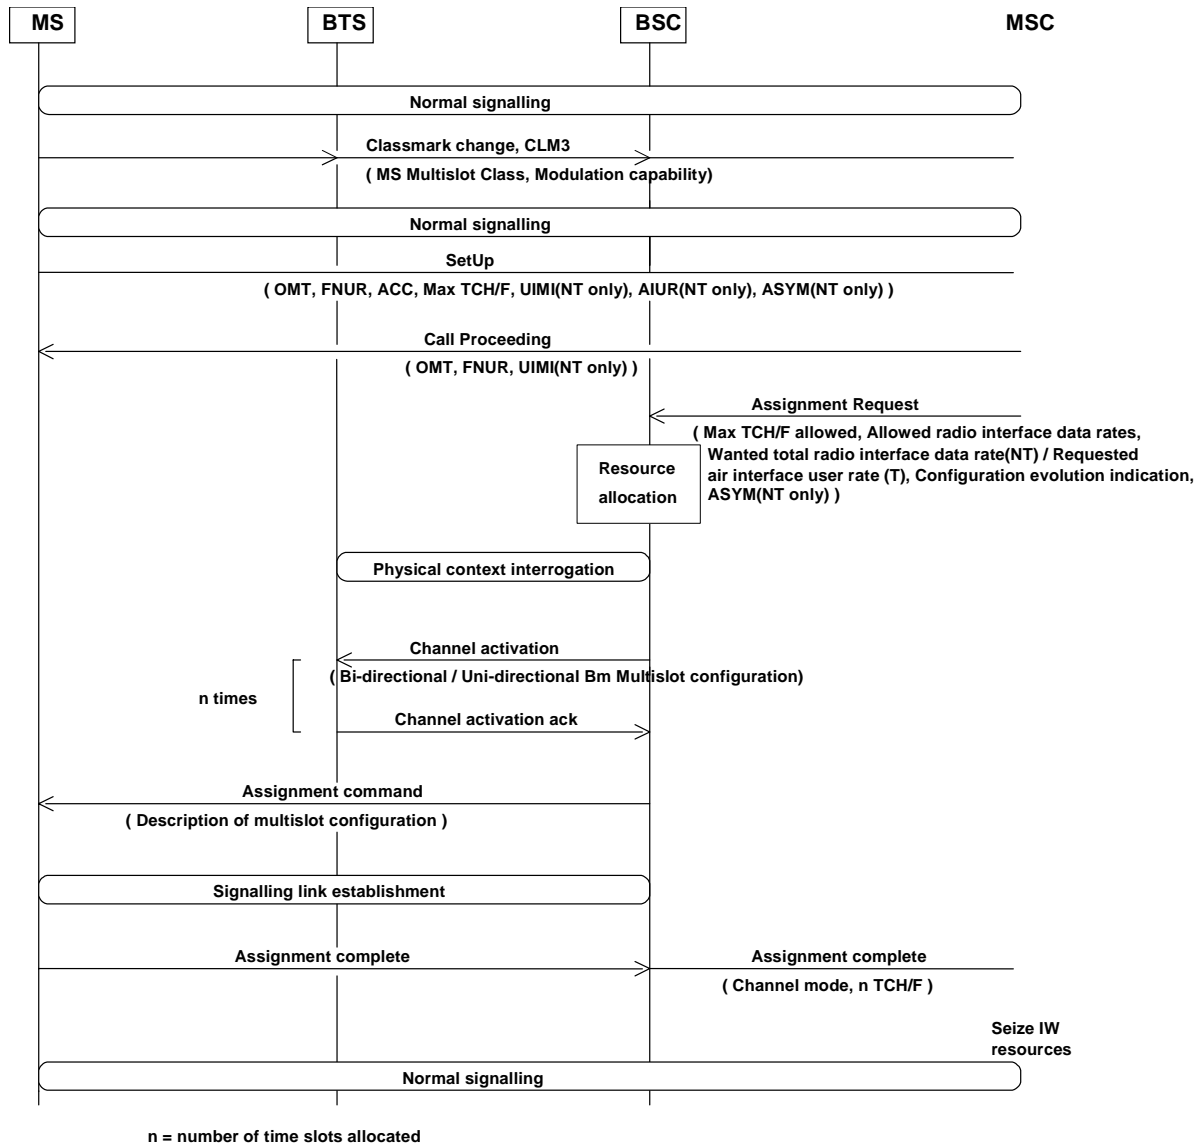 MS BTS BSC MSC
Normal signalling
Classmark change, CLM3
( MS Multislot Class, Modulation capability)
Normal signalling
SetUp
( OMT, FNUR, ACC, Max TCH/F, UIMI(NT only), AIUR(NT only), ASYM(NT only) )
Call Proceeding
( OMT, FNUR, UIMI(NT only) )
Assignment Request
( Max TCH/F allowed, Allowed radio interface data rates,
Wanted total radio interface data rate(NT) / Requested
air interface user rate (T), Configuration evolution indication,
ASYM(NT only) )
Resource
allocation
Physical context interrogation
Channel activation
( Bi-directional / Uni-directional Bm Multislot configuration)
n times
Channel activation ack
Assignment command
( Description of multislot configuration )
Signalling link establishment
Assignment complete Assignment complete
( Channel mode, n TCH/F )
Seize IW
resources
Normal signalling
n = number of time slots allocated